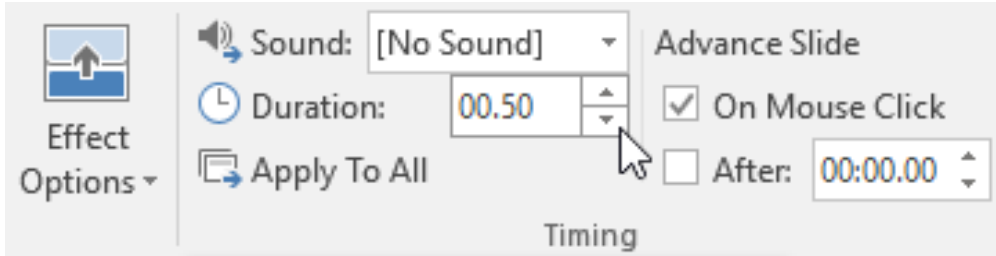 Effect
Options
Sound: [No Sound]
Duration: 00.50
Apply To All
Advance Slide
On Mouse Click
After: 00:00.00
Timing